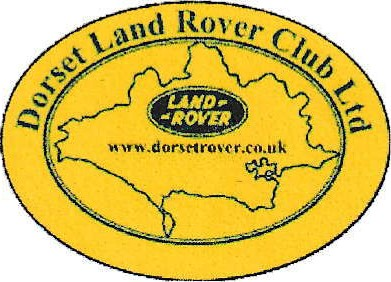 Dorset Land Rover Club Ltd
LAND-
-ROVER
www.dorsetrover.co.uk